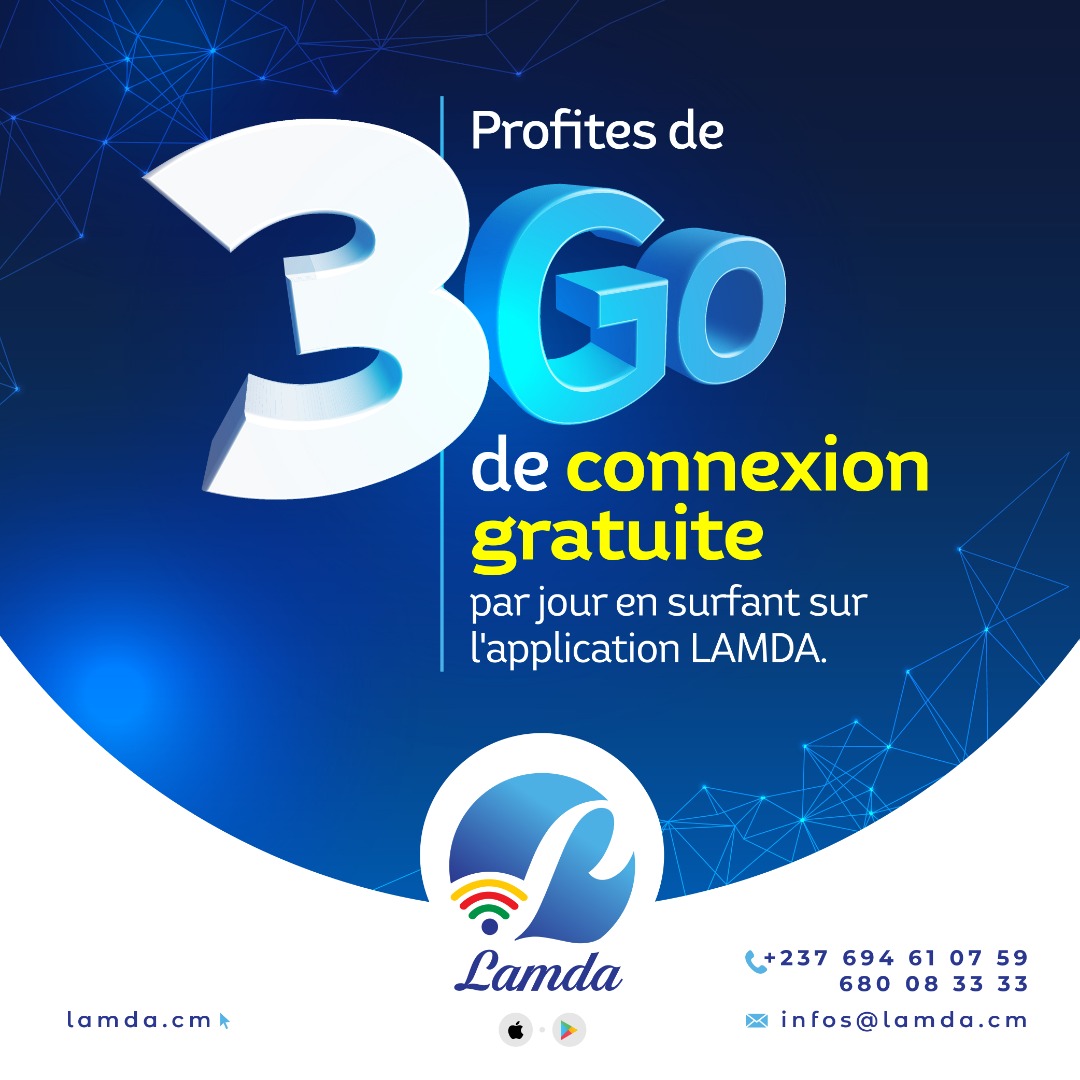 Profites de
3Go
de connexion
gratuite
par jour en surfant sur
l'application LAMDA.
Lamda
+237 694 61 07 59
680 08 33 33
lamda.cm
infos@lamda.cm